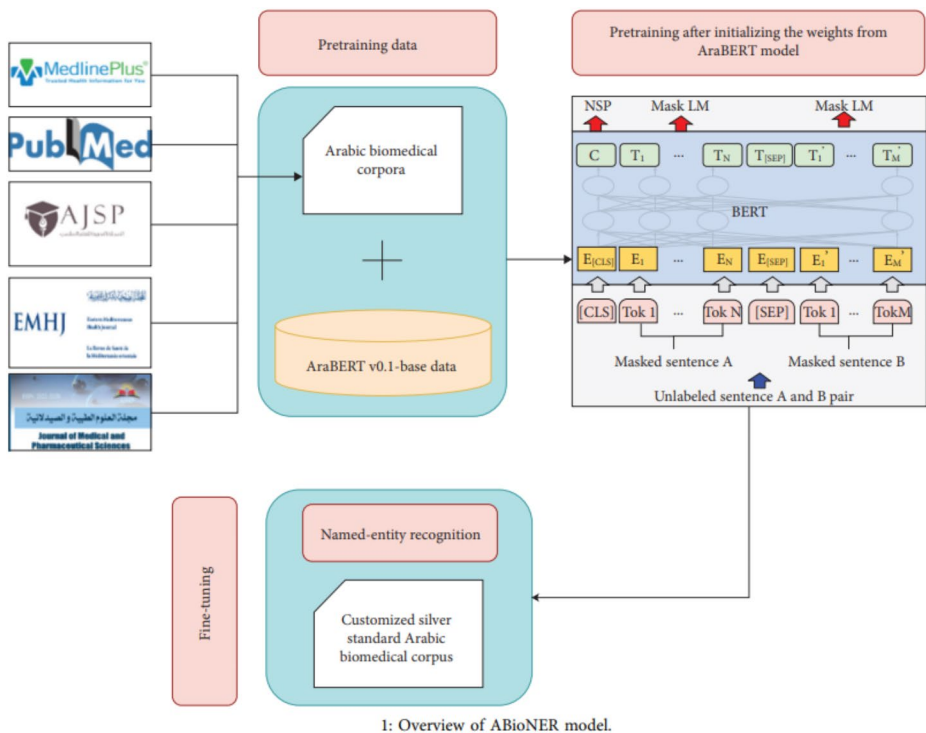 Pretraining data
Pretraining after initializing the weights from
AraBERT model
MedlinePlus®
Trusted Health Information for You
PubMed
AJSP
EMHJ
Eastern Mediterranean
Health Journal
La Revue de Santé de
la Méditerranée orientale
مجلة العلوم الطبية والصيدلانية
Journal of Medical and
Pharmaceutical Sciences
Arabic biomedical
corpora
+
AraBERT v0.1-base data
NSP Mask LM Mask LM
C T1 ... TN T[SEP] T1' ... TM'
BERT
E[CLS] E1 ... EN E[SEP] E1' ... EM'
[CLS] Tok 1 ... Tok N [SEP] Tok 1 ... TokM
Masked sentence A Masked sentence B
Unlabeled sentence A and B pair
Fine-tuning
Named-entity recognition
Customized silver
standard Arabic
biomedical corpus
1: Overview of ABioNER model.